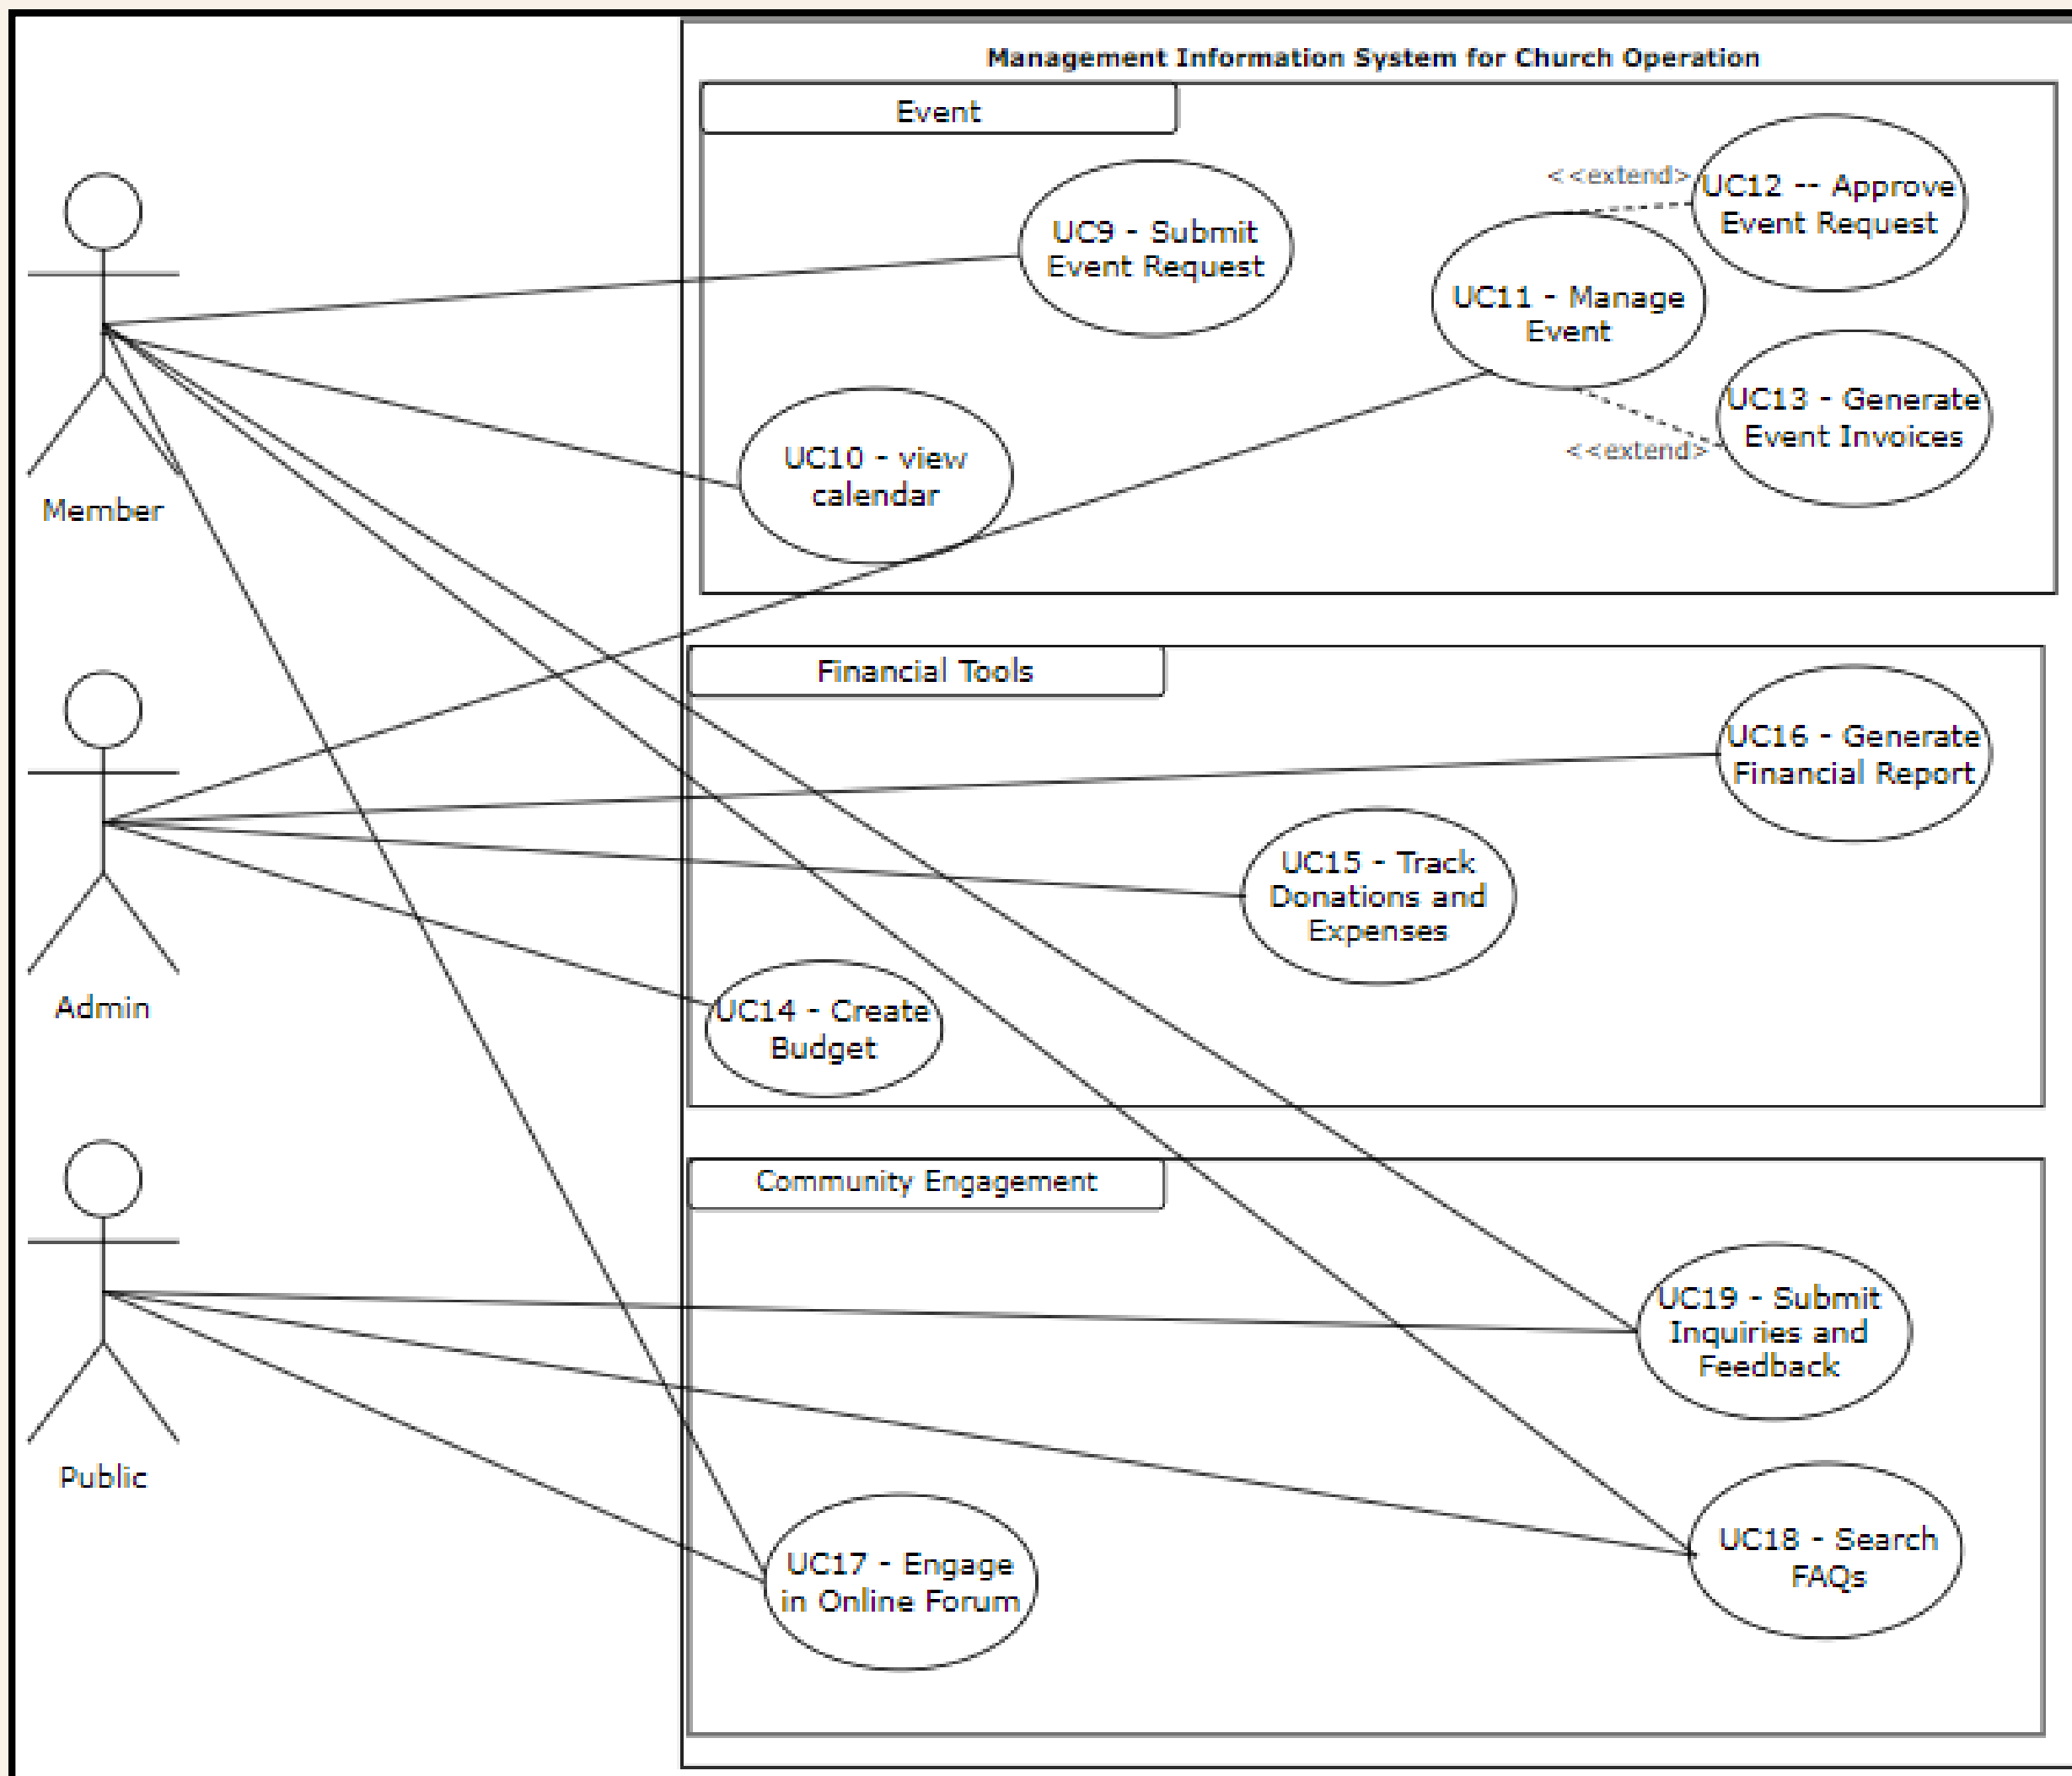 Management Information System for Church Operation
Event
UC9 - Submit
Event Request
<<extend>
UC12 -- Approve
Event Request
UC11 - Manage
Event
UC13 - Generate
Event Invoices
<<extend>
UC10 - view
calendar
Member
Financial Tools
UC16 - Generate
Financial Report
UC15 - Track
Donations and
Expenses
UC14 - Create
Budget
Admin
Community Engagement
UC19 - Submit
Inquiries and
Feedback
UC18 - Search
FAQs
UC17 - Engage
in Online Forum
Public